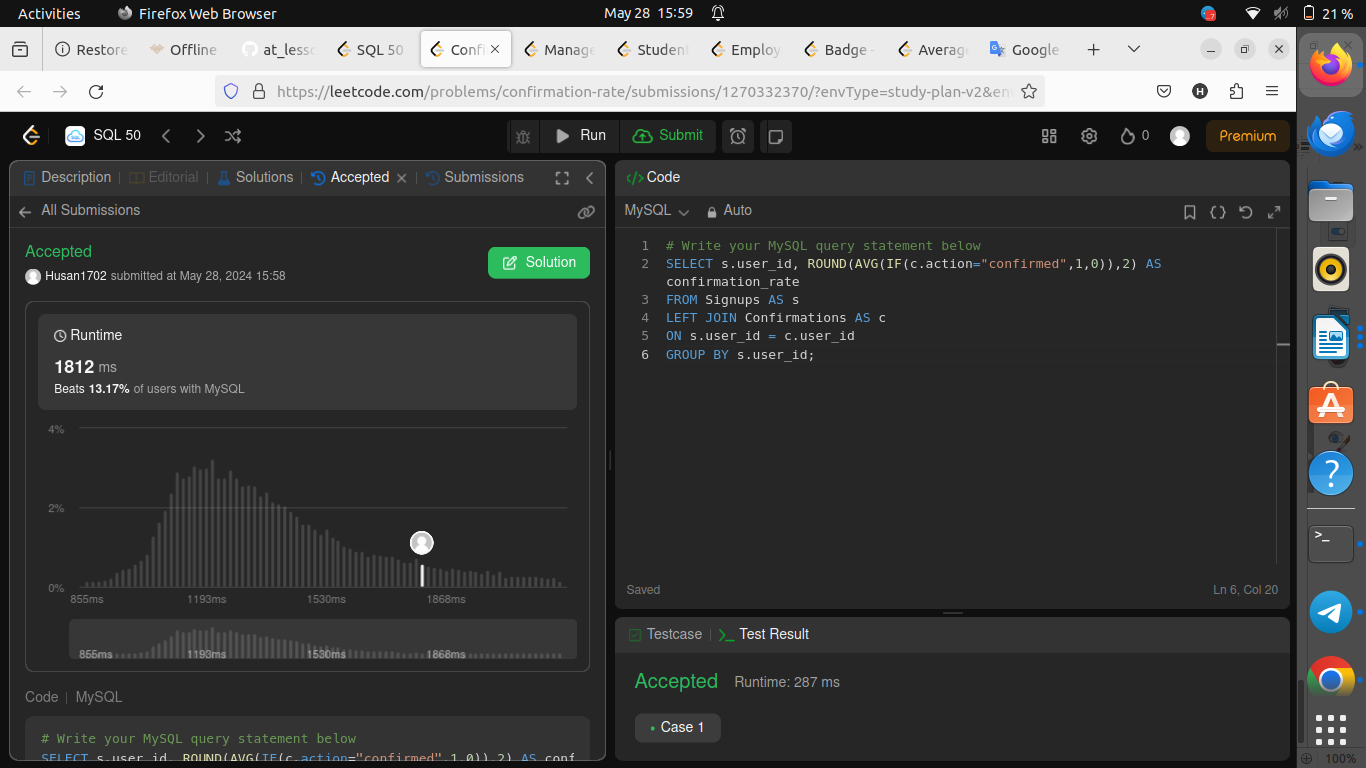 Activities
Firefox Web Browser
May 28 15:59
21 %
Restore
Offline
at_lesso
SQL 50
Confi
Manage
Student
Employ
Badge -
Average
Google
https://leetcode.com/problems/confirmation-rate/submissions/1270332370/?envType=study-plan-v2&en
H
SQL 50
Run
Submit
0
Premium
Description
Editorial
Solutions
Accepted
Submissions
All Submissions
Accepted
Husan1702 submitted at May 28, 2024 15:58
Solution
Runtime
1812 ms
Beats 13.17% of users with MySQL
4%
2%
0%
855ms
1193ms
1530ms
1868ms
855ms
1193ms
1530ms
1868ms
Code | MySQL
# Write your MySQL query statement below
SELECT s.user_id, ROUND(AVG(IF(c.action="confirmed",1,0)),2) AS conf
</> Code
MySQL
Auto
1 # Write your MySQL query statement below
2 SELECT s.user_id, ROUND(AVG(IF(c.action="confirmed",1,0)),2) AS
confirmation_rate
3 FROM Signups AS s
4 LEFT JOIN Confirmations AS c
5 ON s.user_id = c.user_id
6 GROUP BY s.user_id;
Saved
Ln 6, Col 20
Testcase
Test Result
Accepted
Runtime: 287 ms
• Case 1
100%